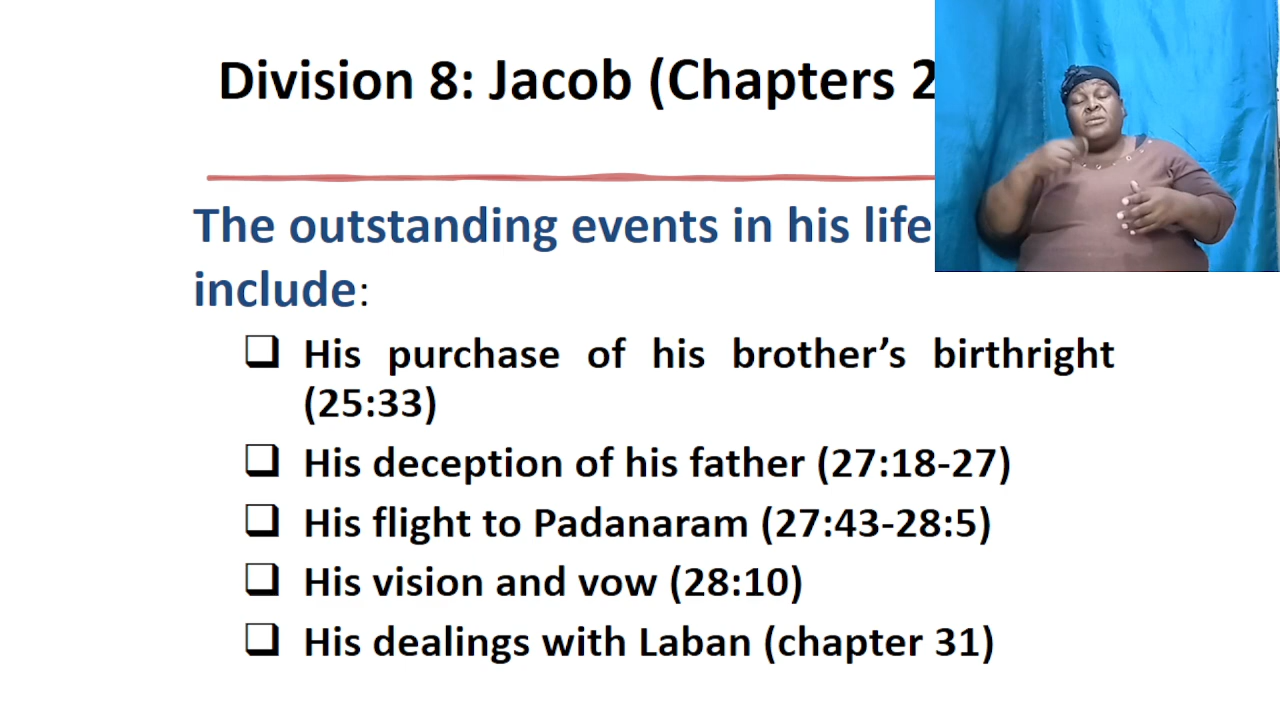 Division 8: Jacob (Chapters 2
The outstanding events in his life
include:
❑ His purchase of his brother’s birthright
(25:33)
❑ His deception of his father (27:18-27)
❑ His flight to Padanaram (27:43-28:5)
❑ His vision and vow (28:10)
❑ His dealings with Laban (chapter 31)